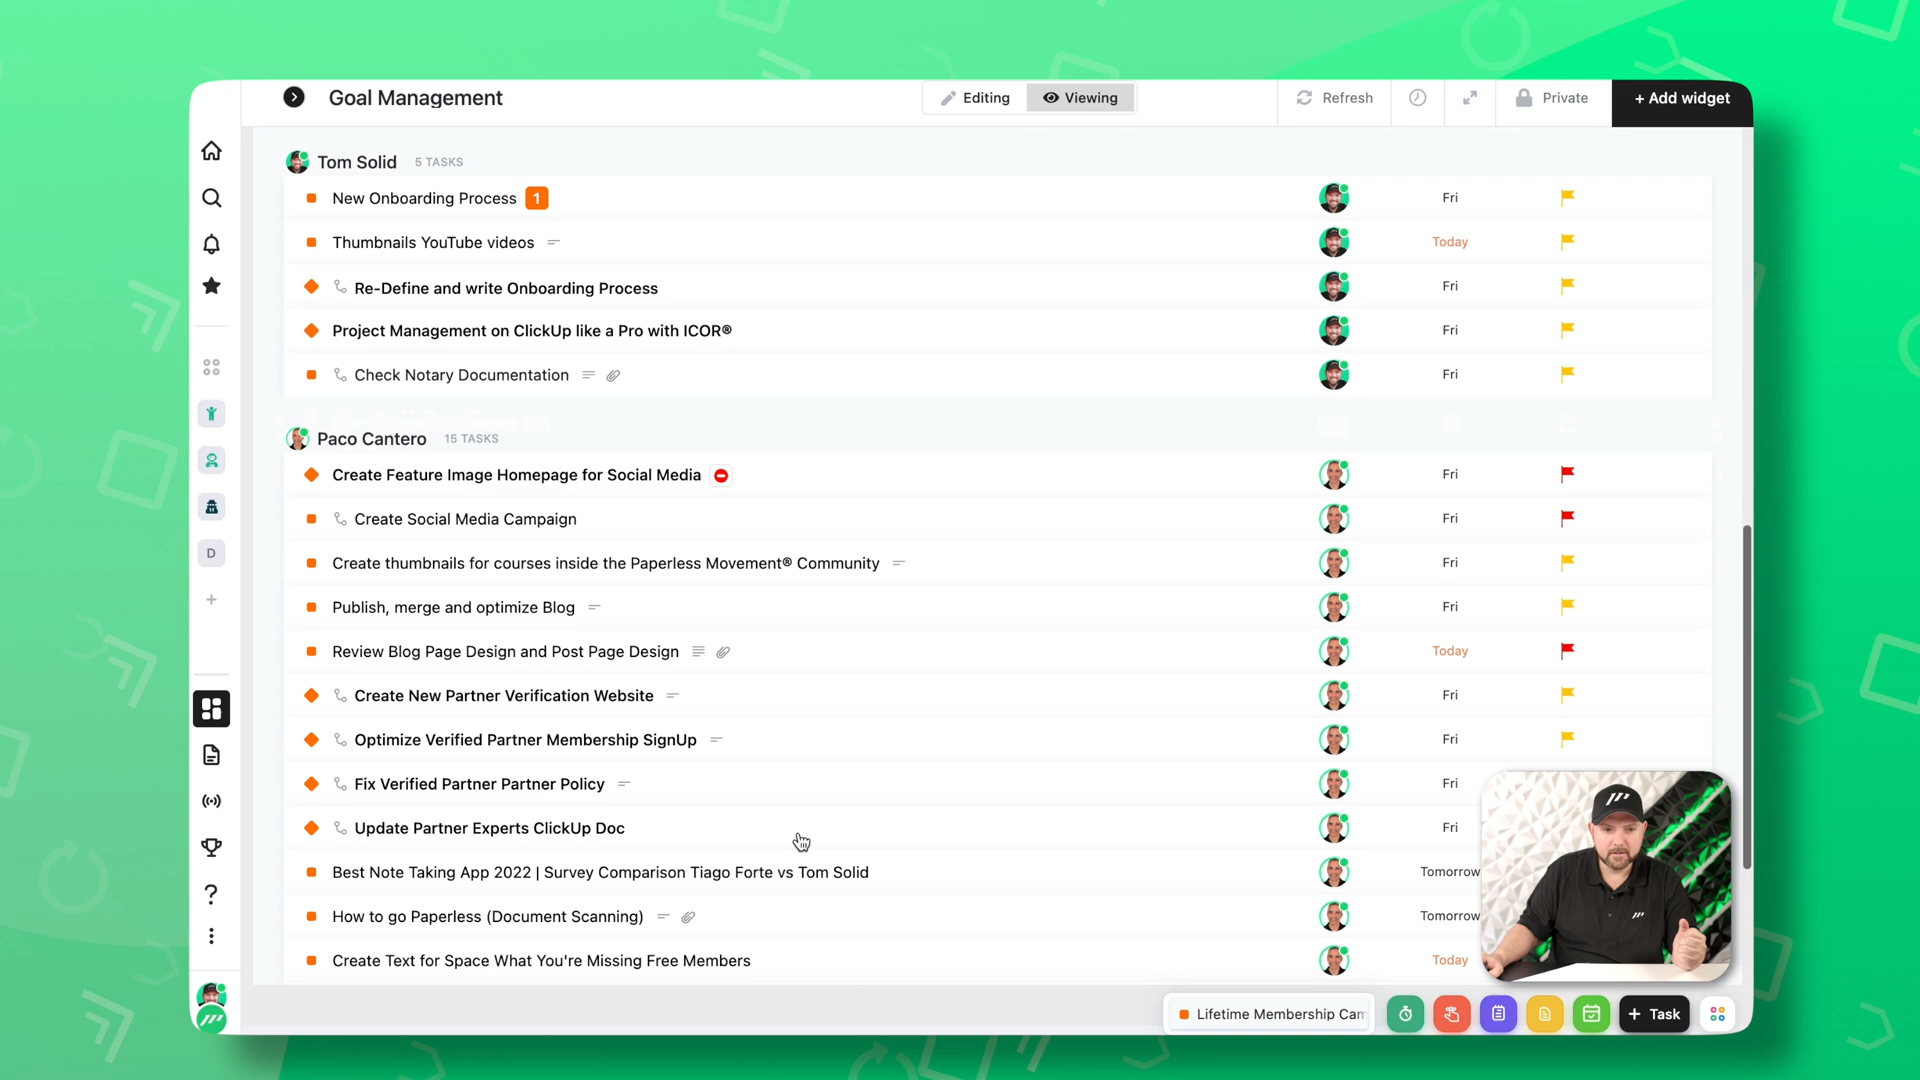 Goal Management
Editing
Viewing
Refresh
Private
+ Add widget
Tom Solid 5 TASKS
New Onboarding Process 1 Fri
Thumbnails YouTube videos Today
Re-Define and write Onboarding Process Fri
Project Management on ClickUp like a Pro with ICOR® Fri
Check Notary Documentation Fri
Paco Cantero 15 TASKS
Create Feature Image Homepage for Social Media Fri
Create Social Media Campaign Fri
Create thumbnails for courses inside the Paperless Movement® Community Fri
Publish, merge and optimize Blog Fri
Review Blog Page Design and Post Page Design Today
Create New Partner Verification Website Fri
Optimize Verified Partner Membership SignUp Fri
Fix Verified Partner Partner Policy Fri
Update Partner Experts ClickUp Doc Fri
Best Note Taking App 2022 | Survey Comparison Tiago Forte vs Tom Solid Tomorrow
How to go Paperless (Document Scanning) Tomorrow
Create Text for Space What You're Missing Free Members Today
D
Lifetime Membership Cam
+ Task